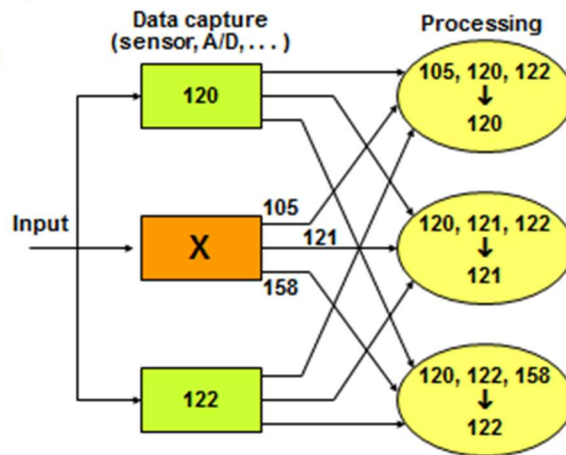 Data capture
(sensor, A/D, . . . )
Processing
120
105, 120, 122
↓
120
Input
X
105
121
158
120, 121, 122
↓
121
122
120, 122, 158
↓
122